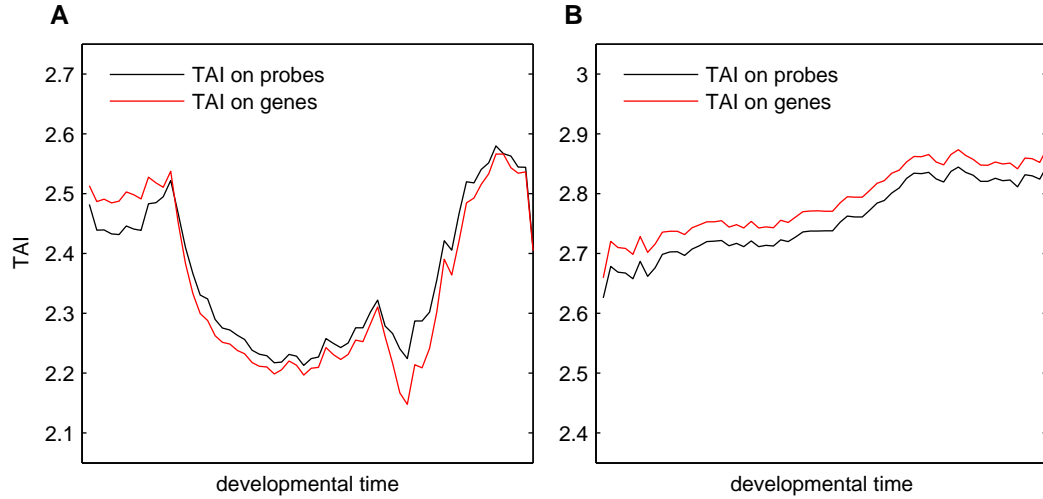 A
TAI on probes
TAI on genes
2.7
2.6
2.5
2.4
2.3
2.2
2.1
TAI
developmental time
B
TAI on probes
TAI on genes
3
2.9
2.8
2.7
2.6
2.5
2.4
developmental time